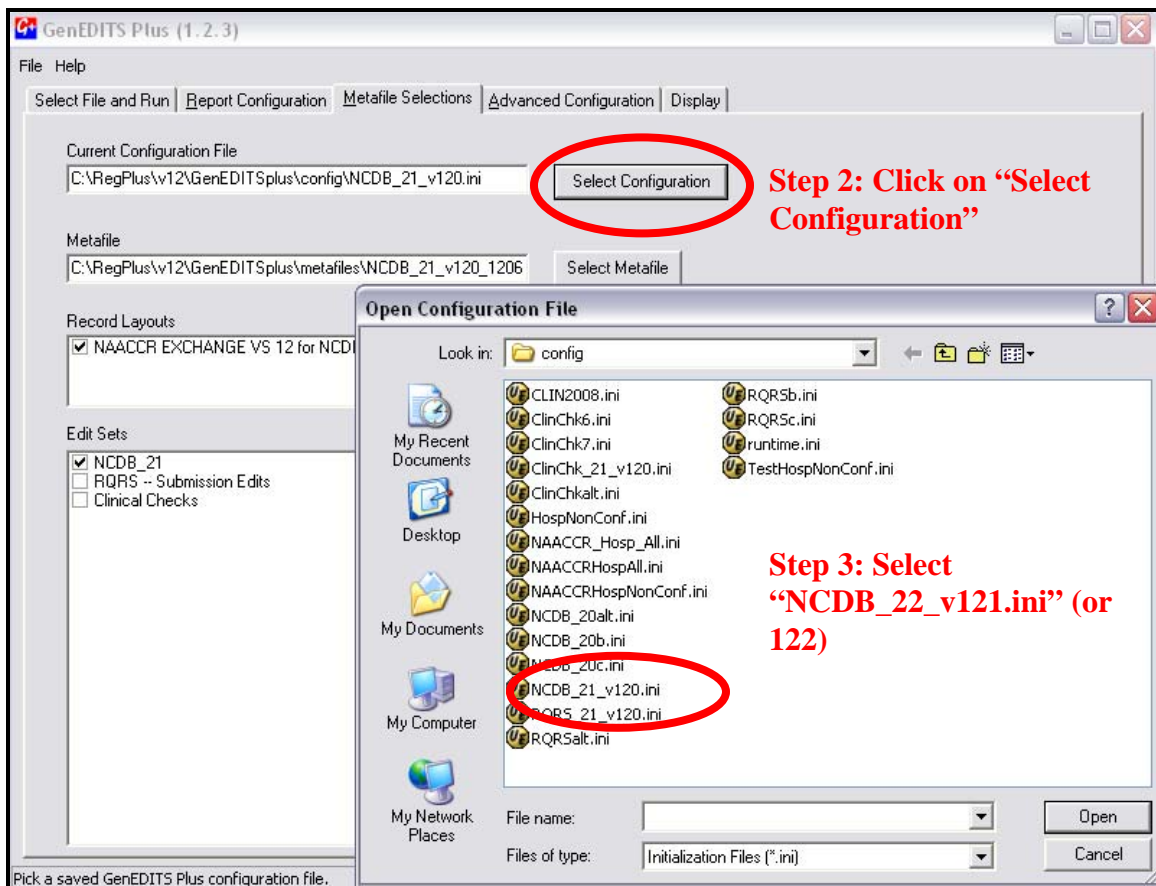 GenEDITS Plus (1.2.3)
File Help
Select File and Run Report Configuration Metafile Selections Advanced Configuration Display
Current Configuration File
C:\RegPlus\v12\GenEDITSplus\config\NCDB_21_v120.ini
Select Configuration
Step 2: Click on “Select
Configuration”
Metafile
C:\RegPlus\v12\GenEDITSplus\metafiles\NCDB_21_v120_1206
Select Metafile
Record Layouts
NAACCR EXCHANGE VS 12 for NCD
Edit Sets
NCDB_21
RQRS -- Submission Edits
Clinical Checks
Open Configuration File
Look in:
config
My Recent
Documents
Desktop
My Documents
My Computer
My Network
Places
CLIN2008.ini
ClinChk6.ini
ClinChk7.ini
ClinChk_21_v120.ini
ClinChkalt.ini
HospNonConf.ini
NAACCR_Hosp_All.ini
NAACCRHospAll.ini
NAACCRHospNonConf.ini
NCDB_20alt.ini
NCDB_20b.ini
NCDB_20c.ini
NCDB_21_v120.ini
RQRS_21_v120.ini
RQRSalt.ini
RQRSb.ini
RQRSc.ini
runtime.ini
TestHospNonConf.ini
Step 3: Select
“NCDB_22_v121.ini” (or
122)
File name:
Open
Files of type:
Initialization Files (*.ini)
Cancel
Pick a saved GenEDITS Plus configuration file.